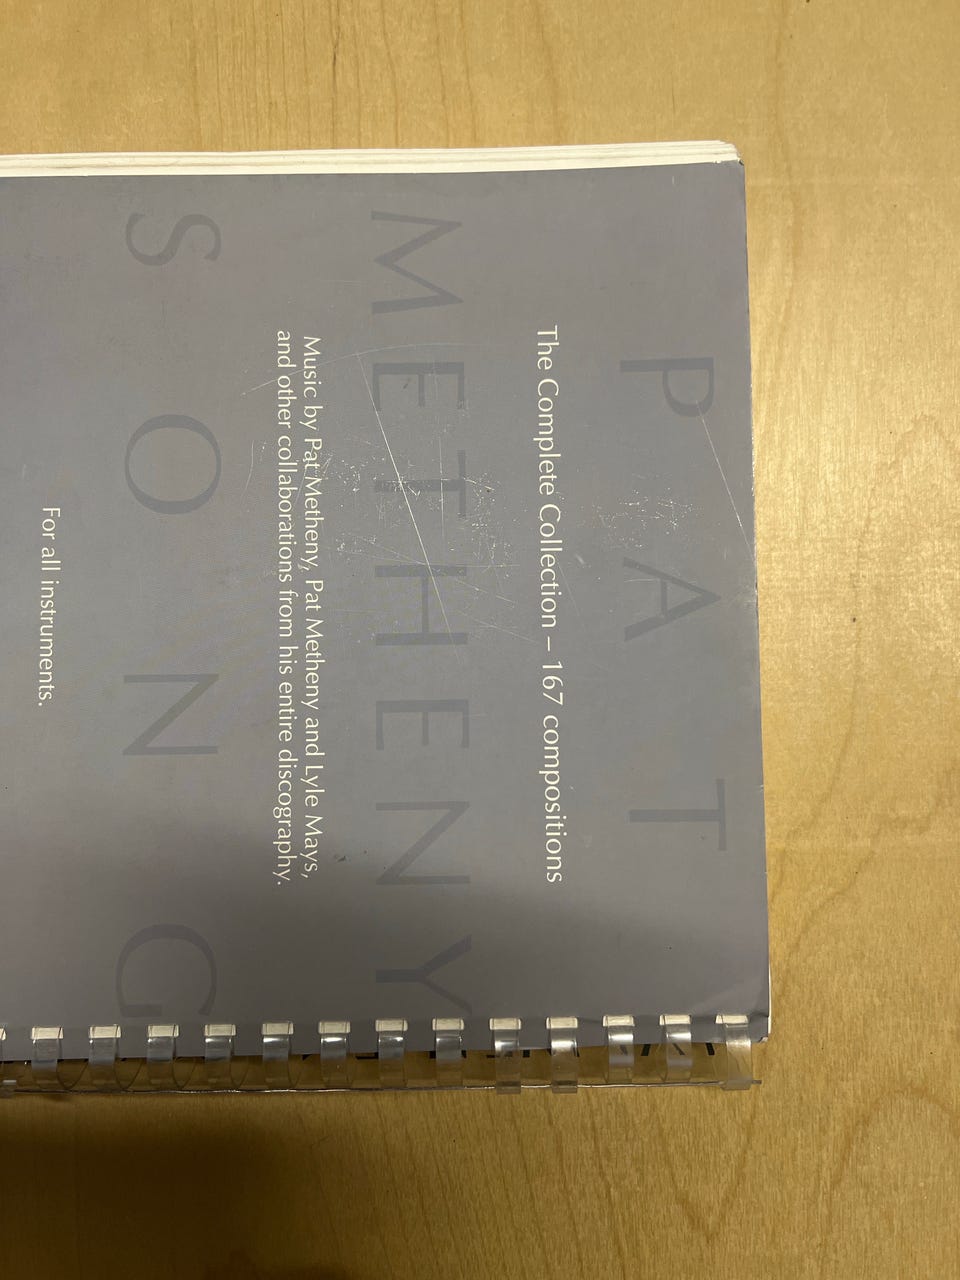 PAT
The Complete Collection – 167 compositions
METHENY
Music by Pat Metheny, Pat Metheny and Lyle Mays,
and other collaborations from his entire discography.
SONG
For all instruments.